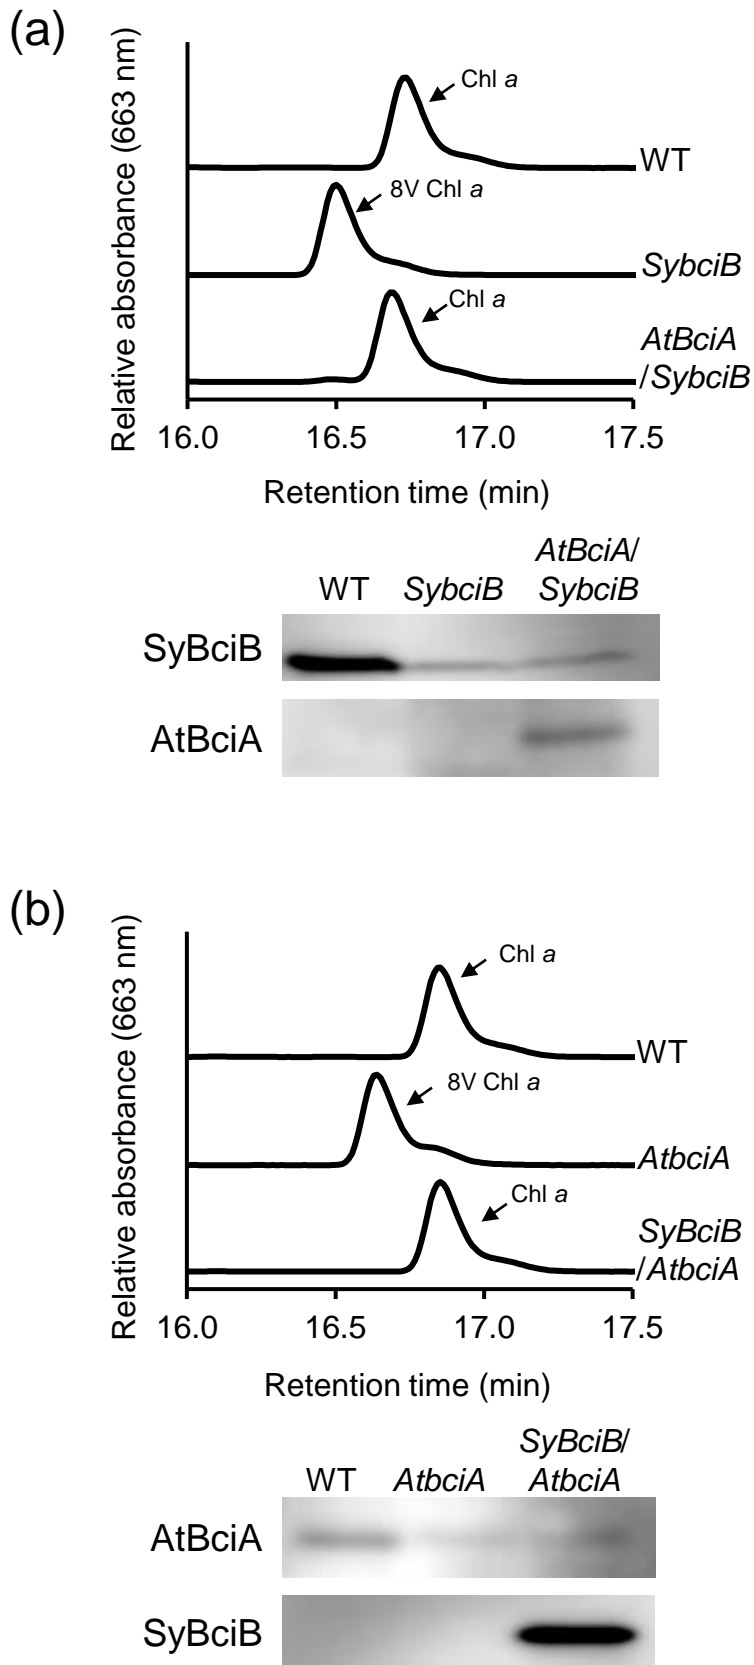 (a)
Relative absorbance (663 nm)
Chl a
WT
8V Chl a
SybciB
Chl a
AtBciA
/SybciB
16.0 16.5 17.0 17.5
Retention time (min)
AtBciA/
WT SybciB SybciB
SyBciB
AtBciA
(b)
Relative absorbance (663 nm)
Chl a
WT
8V Chl a
AtbciA
Chl a
SyBciB
/AtbciA
16.0 16.5 17.0 17.5
Retention time (min)
SyBciB/
WT AtbciA AtbciA
AtBciA
SyBciB